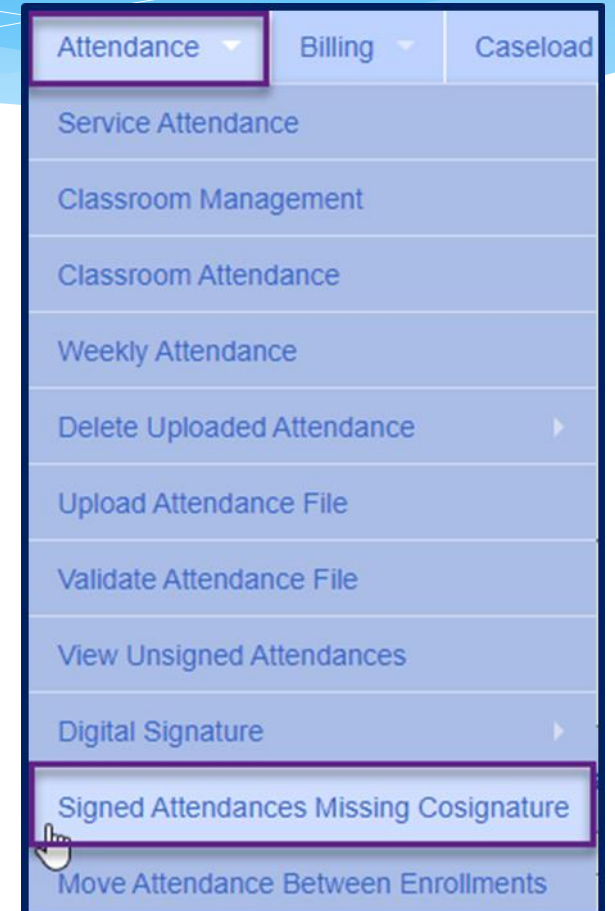 Attendance Billing Caseload
Service Attendance
Classroom Management
Classroom Attendance
Weekly Attendance
Delete Uploaded Attendance
Upload Attendance File
Validate Attendance File
View Unsigned Attendances
Digital Signature
Signed Attendances Missing Cosignature
Move Attendance Between Enrollments